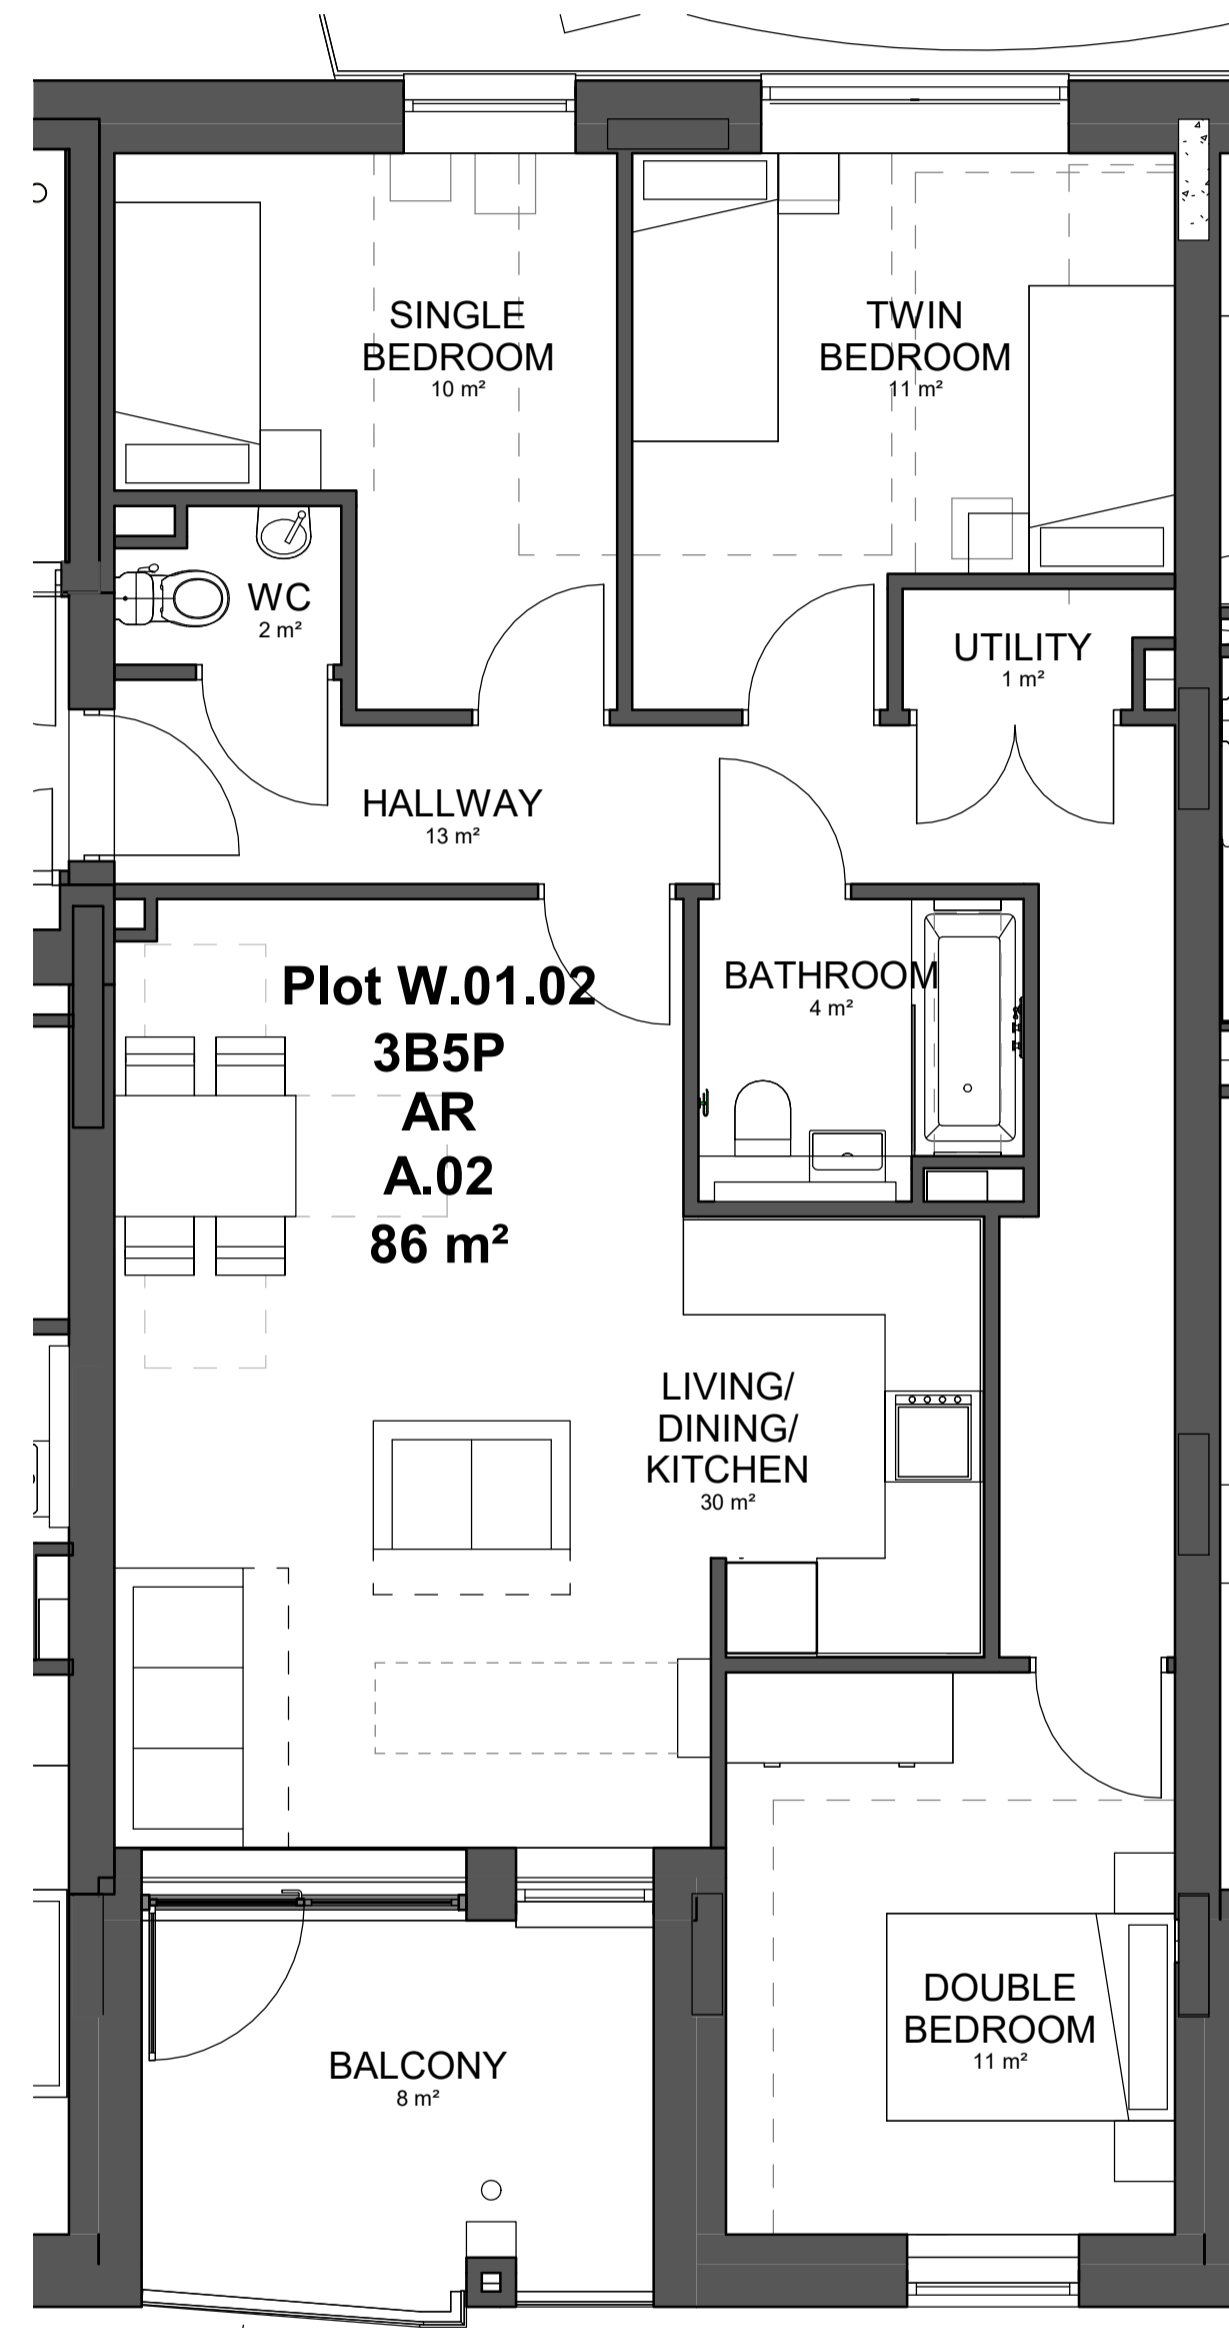 SINGLE
BEDROOM
10 m²
TWIN
BEDROOM
11 m²
WC
2 m²
UTILITY
1 m²
HALLWAY
13 m²
Plot W.01.02
3B5P
AR
A.02
86 m²
BATHROOM
4 m²
LIVING/
DINING/
KITCHEN
30 m²
DOUBLE
BEDROOM
11 m²
BALCONY
8 m²